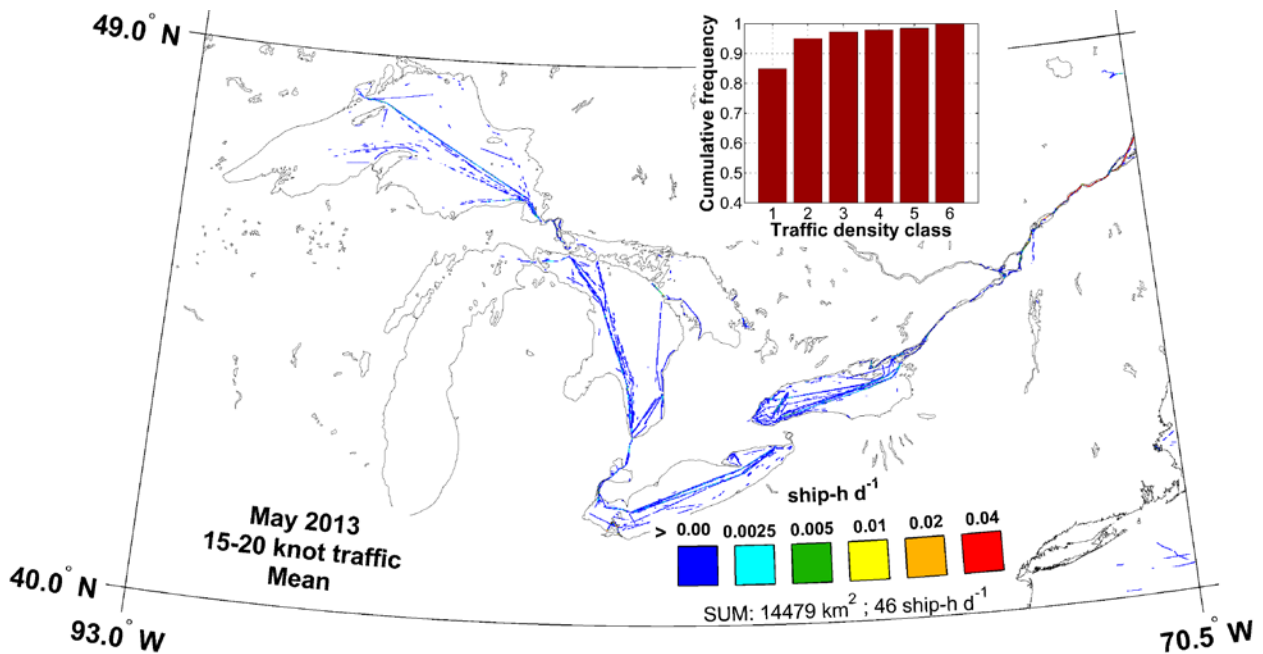 49.0° N
1
0.9
0.8
0.7
0.6
0.5
0.4
Cumulative frequency
1 2 3 4 5 6
Traffic density class
May 2013
15-20 knot traffic
Mean
ship-h d⁻¹
> 0.00 0.0025 0.005 0.01 0.02 0.04
SUM: 14479 km² ; 46 ship-h d⁻¹
40.0° N
93.0° W
70.5° W